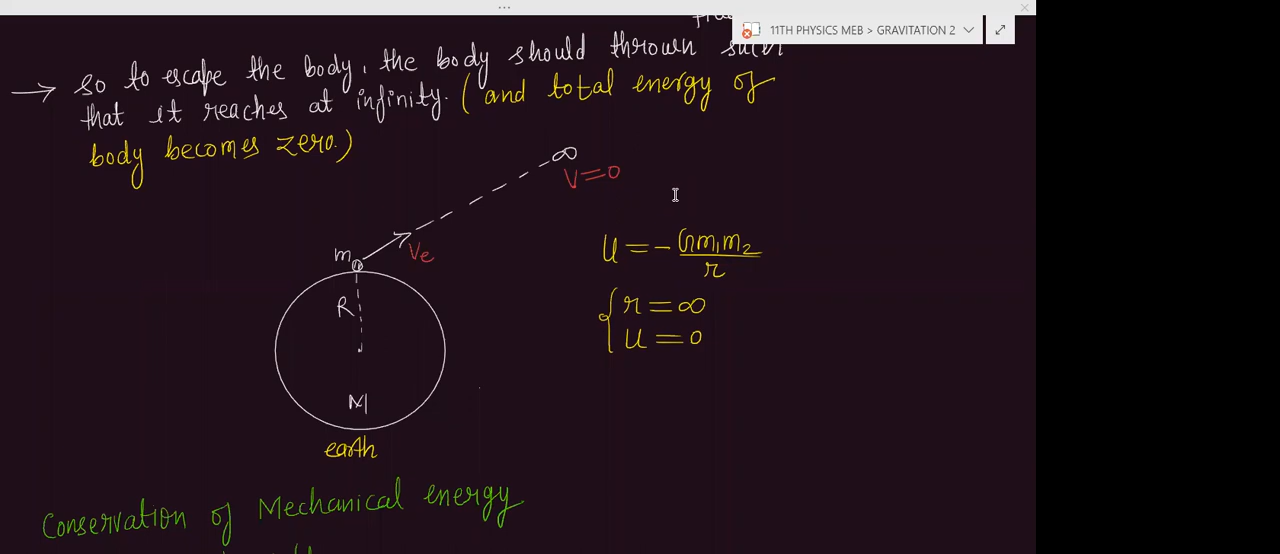 11TH PHYSICS MEB > GRAVITATION 2
→ so to escape the body, the body should thrown such
that it reaches at infinity. (and total energy of
body becomes zero.)
∞
V=0
m
Ve
R
M
earth
U = - Gm₁m₂/r
r = ∞
U = 0
Conservation of Mechanical energy